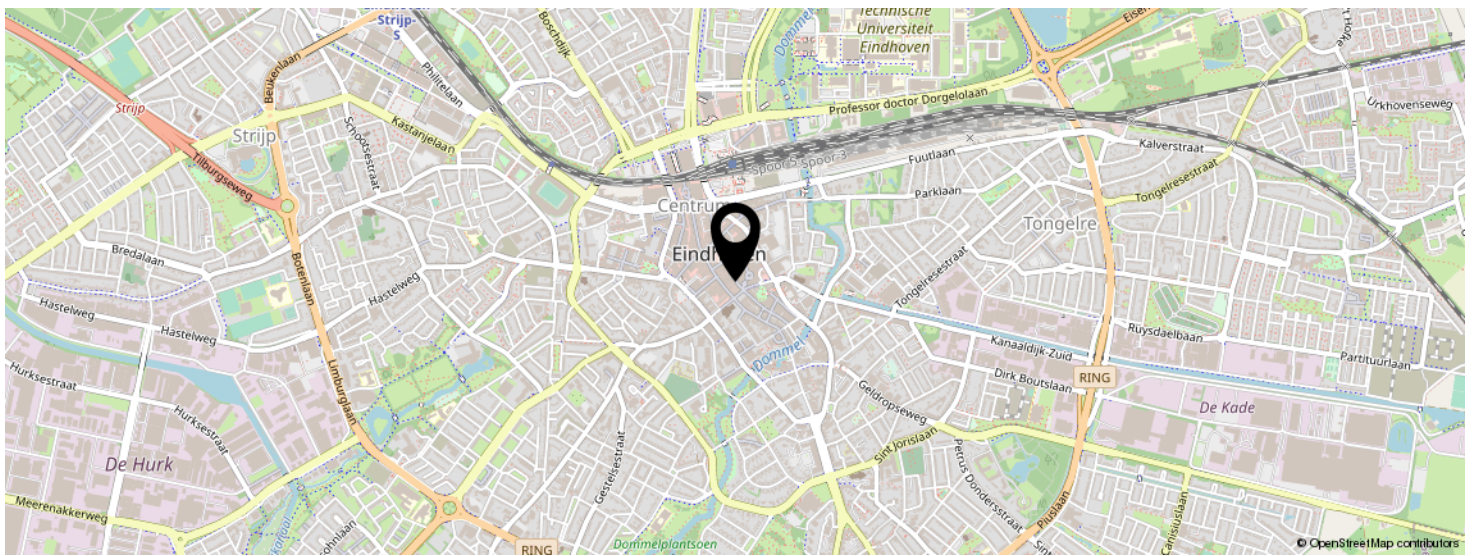 Strijp-
S
Boschdijk
Dommel
Technische
Universiteit
Eindhoven
't Hofke
Beukenlaan
Philitelaan
Strijp
Professor doctor Dorgelolaan
Urkhovenseweg
Strijp
Schootsestraat
Kastanjelaan
Spoor 5
Spoor 3
Fuutlaan
Kalverstraat
Tilburgseweg
Parklaan
Tongelresestraat
Centrum
Tongelre
Bredalaan
Botenlaan
Hastelweg
Tongelresestraat
Hastelweg
Hastelweg
Ruysdaelbaan
Kanaaldijk-Zuid
Partituurlaan
Hurksestraat
Limburglaan
Dommel
Dirk Boutslaan
RING
Geldropseweg
De Kade
Hurksestraat
Gestelsestraat
Sint Jorislaan
De Hurk
Petrus Dondersstraat
Meerenakkerweg
Piuslaan
Canisiuslaan
RING
Dommelplantsoen
© OpenStreetMap contributors